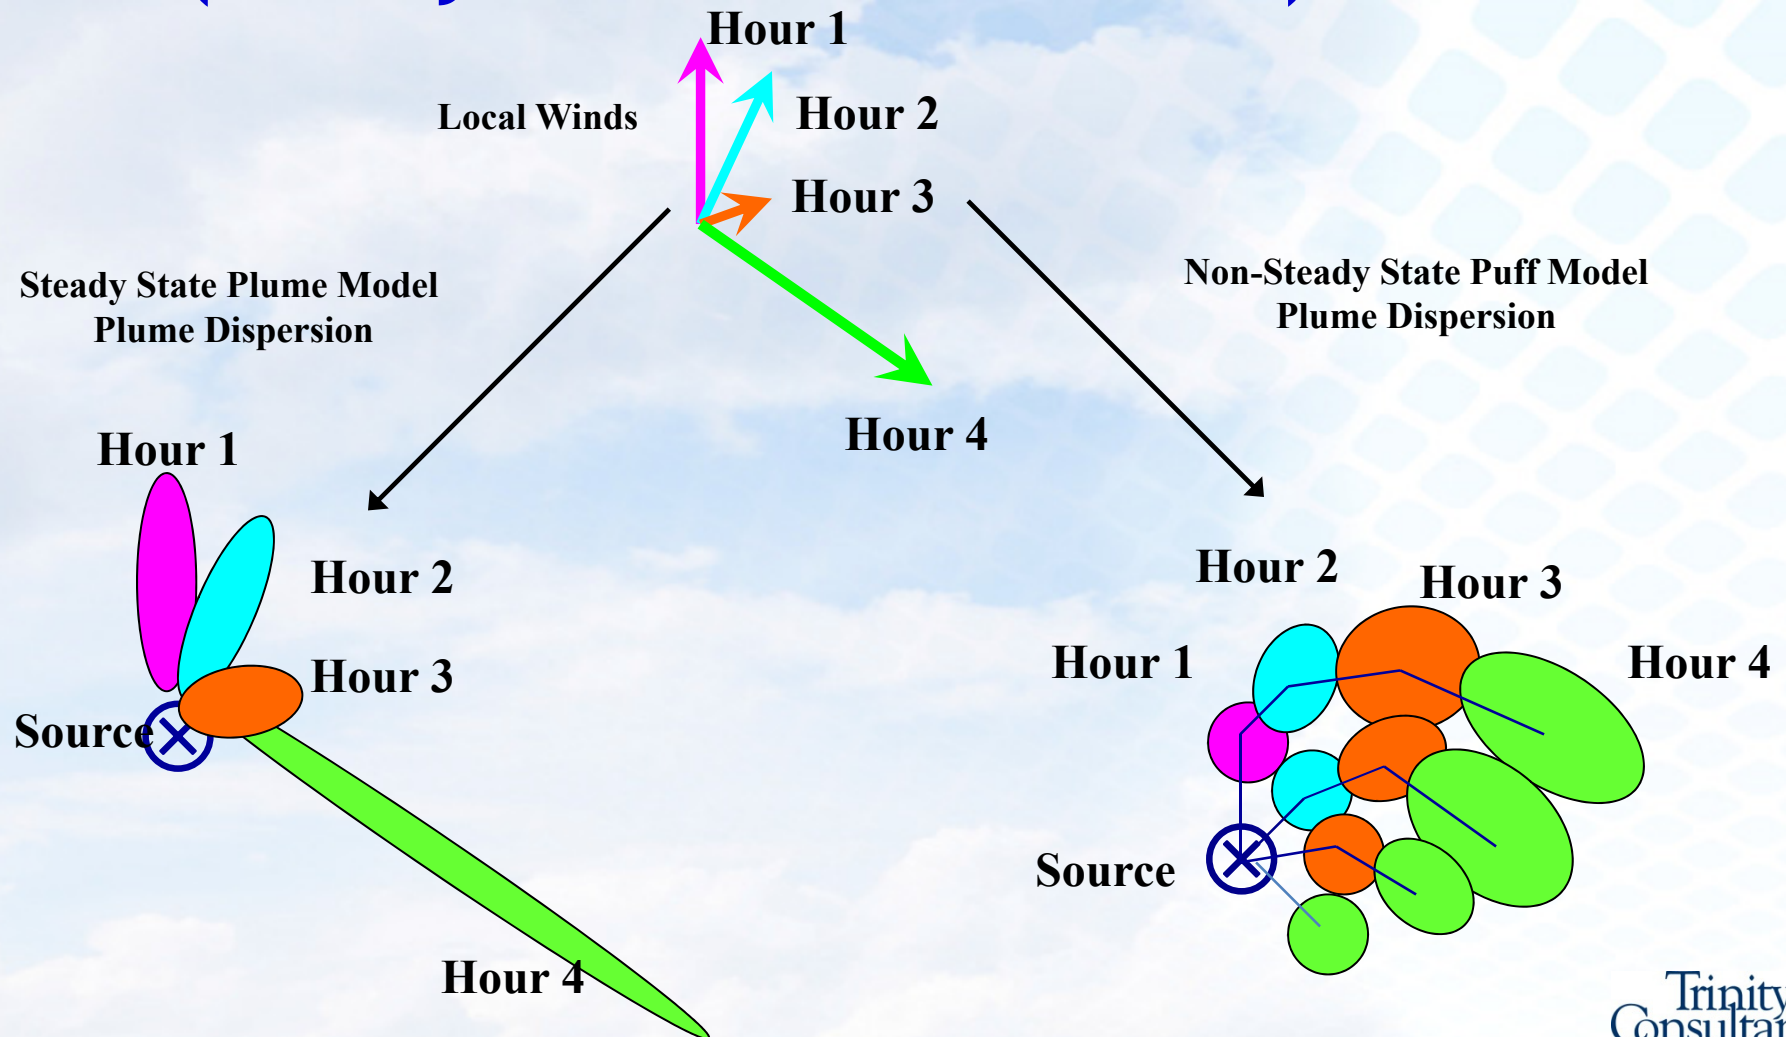 Hour 1
Local Winds
Hour 2
Hour 3
Steady State Plume Model
Plume Dispersion
Non-Steady State Puff Model
Plume Dispersion
Hour 4
Hour 1
Hour 2
Hour 3
Source
Hour 4
Hour 2
Hour 3
Hour 1
Hour 4
Source
Trinity
Consultan